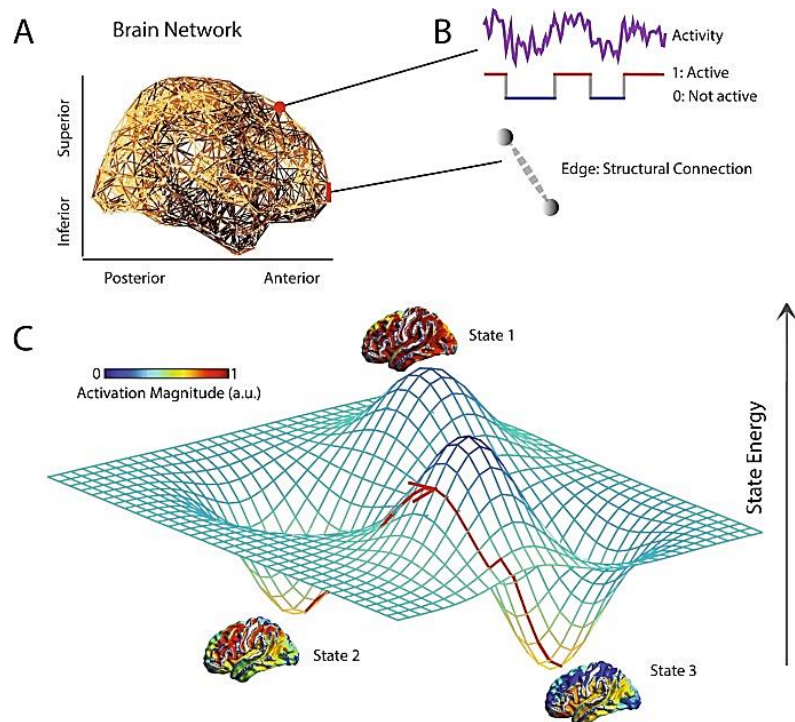 A
Brain Network
Superior
Inferior
Posterior
Anterior
B
Activity
1: Active
0: Not active
Edge: Structural Connection
C
0
1
Activation Magnitude (a.u.)
State 1
State 2
State 3
State Energy